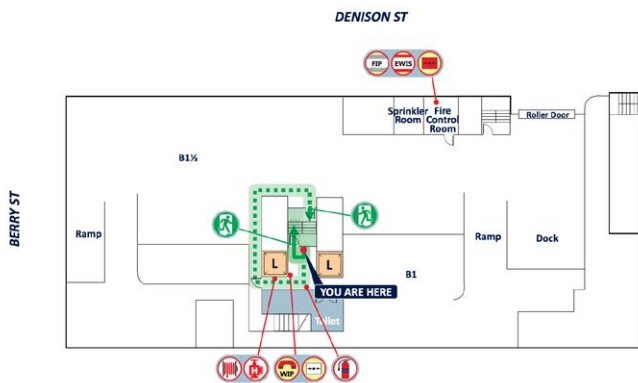 DENISON ST
FIP EWIS
Sprinkler Room
Fire Control Room
Roller Door
B1½
BERRY ST
Ramp
Ramp
Dock
L
L
B1
YOU ARE HERE
Toilet
H
WIP